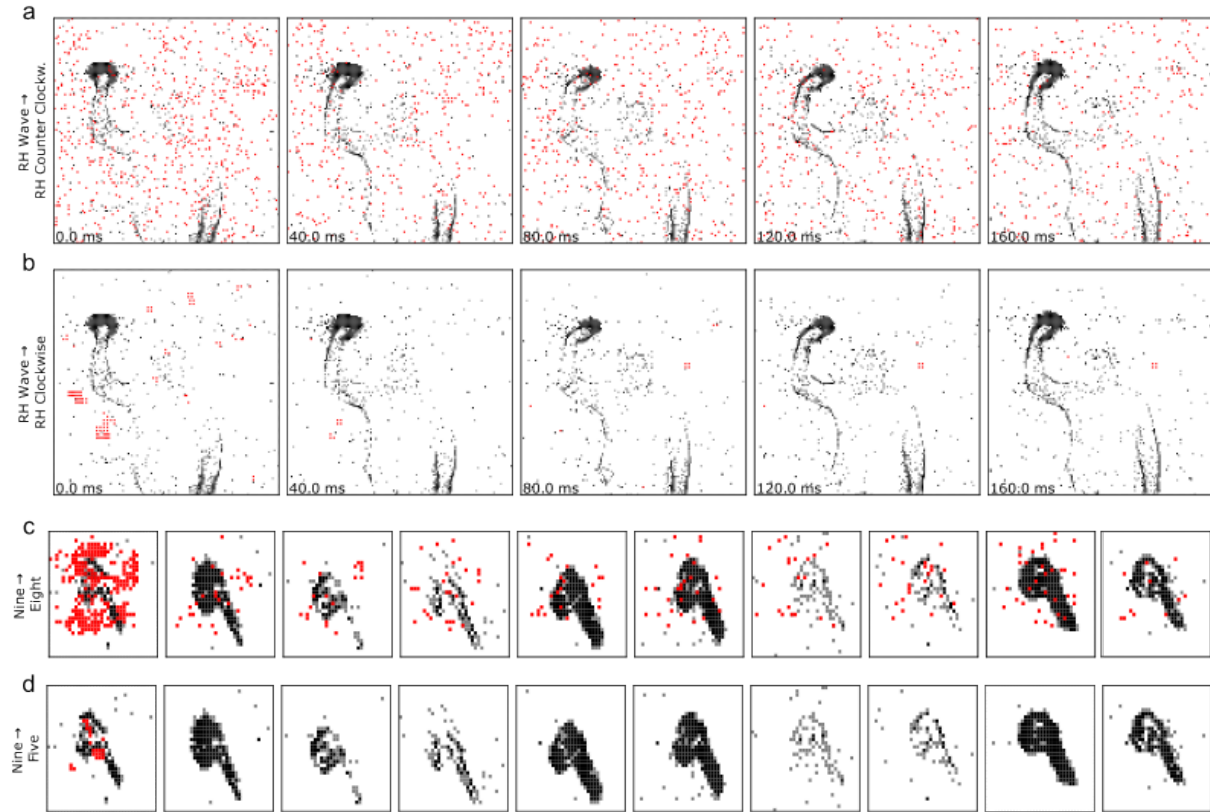 a
RH Wave →
RH Counter Clockw.
0.0 ms
40.0 ms
80.0 ms
120.0 ms
160.0 ms
b
RH Wave →
RH Clockwise
0.0 ms
40.0 ms
80.0 ms
120.0 ms
160.0 ms
c
Nine →
Eight
d
Nine →
Five